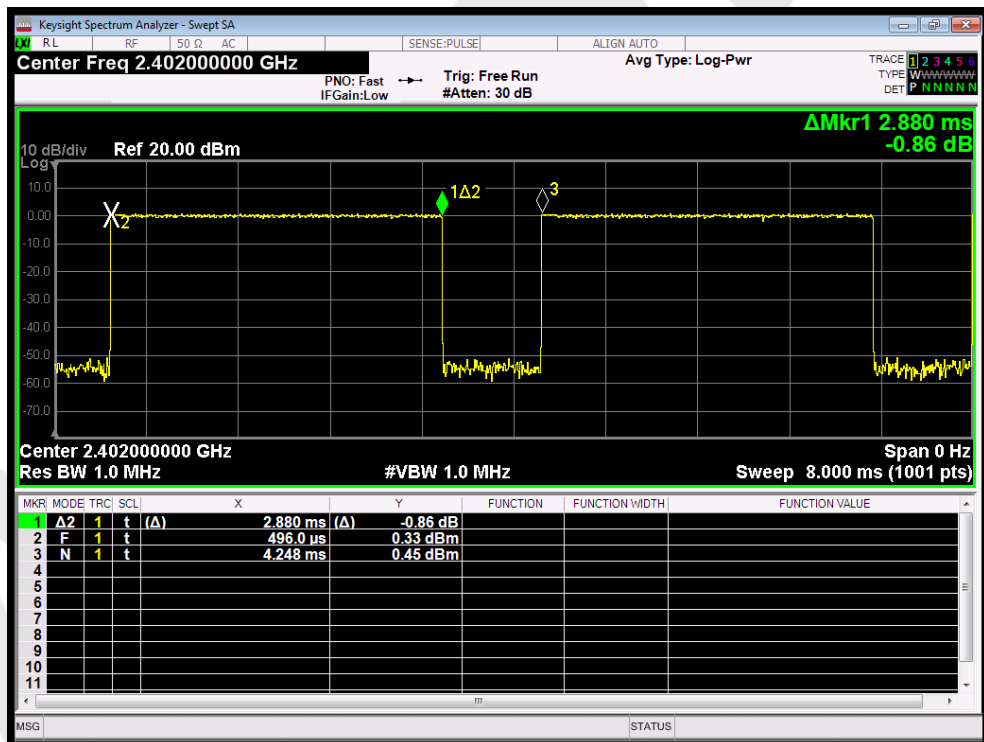 Keysight Spectrum Analyzer - Swept SA
LXI RL RF 50 Ω AC SENSE:PULSE ALIGN AUTO
Center Freq 2.402000000 GHz
PNO: Fast
IFGain:Low
Trig: Free Run
#Atten: 30 dB
Avg Type: Log-Pwr
TRACE 1 2 3 4 5 6
TYPE WWWWWW
DET P N N N N N
ΔMkr1 2.880 ms
-0.86 dB
10 dB/div Ref 20.00 dBm
Log
10.0
0.00
-10.0
-20.0
-30.0
-40.0
-50.0
-60.0
-70.0
2
1Δ2
3
Center 2.402000000 GHz Span 0 Hz
Res BW 1.0 MHz #VBW 1.0 MHz Sweep 8.000 ms (1001 pts)
MKR MODE TRC SCL X Y FUNCTION FUNCTION WIDTH FUNCTION VALUE
1 Δ2 1 t (Δ) 2.880 ms (Δ) -0.86 dB
2 F 1 t 496.0 µs 0.33 dBm
3 N 1 t 4.248 ms 0.45 dBm
4
5
6
7
8
9
10
11
MSG STATUS